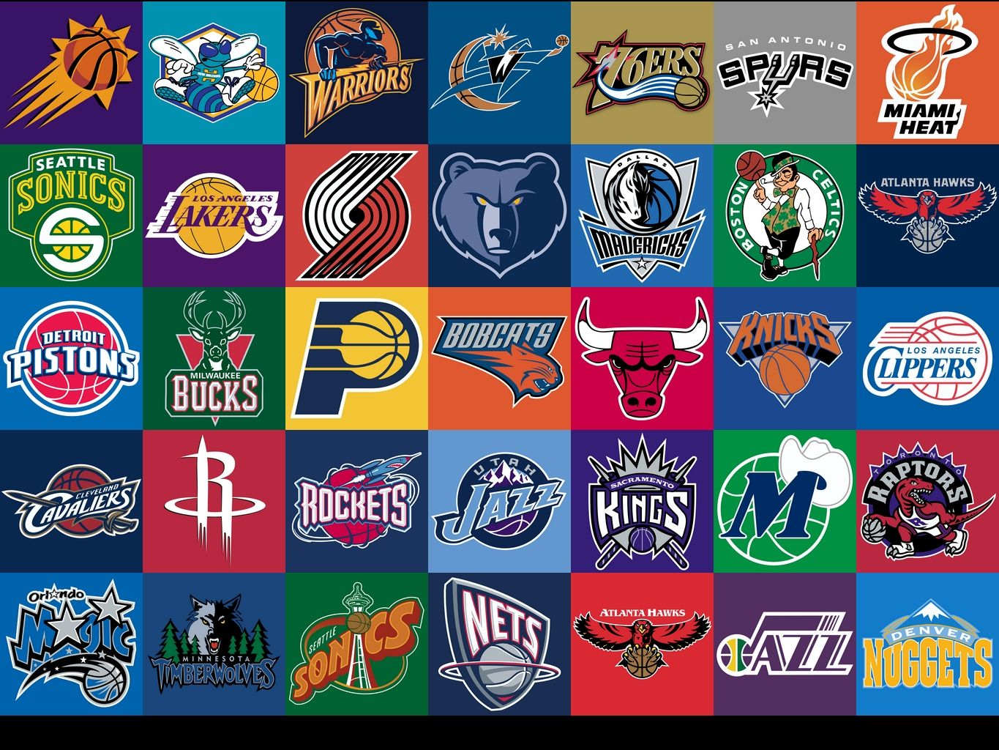 NEW ORLEANS
WARRIORS
W
76ERS
SAN ANTONIO
SPURS
MIAMI
HEAT
SEATTLE
SONICS
S
LOS ANGELES
LAKERS
DALLAS
MAVERICKS
BOSTON CELTICS
ATLANTA HAWKS
DETROIT
PISTONS
MILWAUKEE
BUCKS
P
BOBCATS
KNICKS
LOS ANGELES
CLIPPERS
CLEVELAND
CAVALIERS
R
ROCKETS
UTAH
JAZZ
SACRAMENTO
KINGS
M
TORONTO
RAPTORS
R
Orlando
MAGIC
MINNESOTA
TIMBERWOLVES
SEATTLE
SONICS
NETS
ATLANTA HAWKS
JAZZ
DENVER
NUGGETS